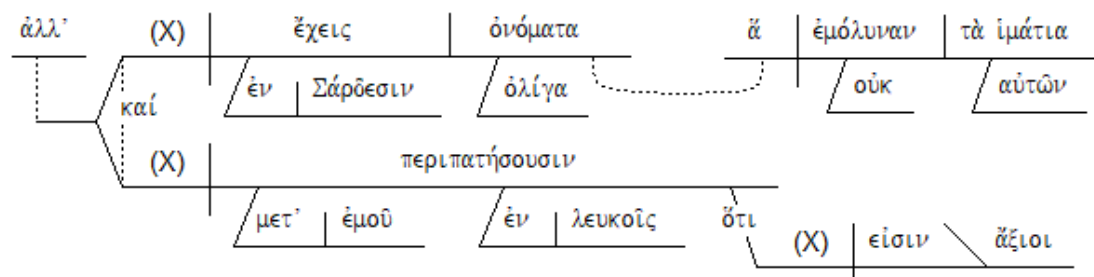 ἀλλ’ (X) ἔχεις ὀνόματα ἅ ἐμόλυναν τὰ ἱμάτια
ἐν Σάρδεσιν ὀλίγα οὐκ αὐτῶν
καί
(X) περιπατήσουσιν
μετ’ ἐμοῦ ἐν λευκοῖς ὅτι
(X) εἰσιν ἄξιοι